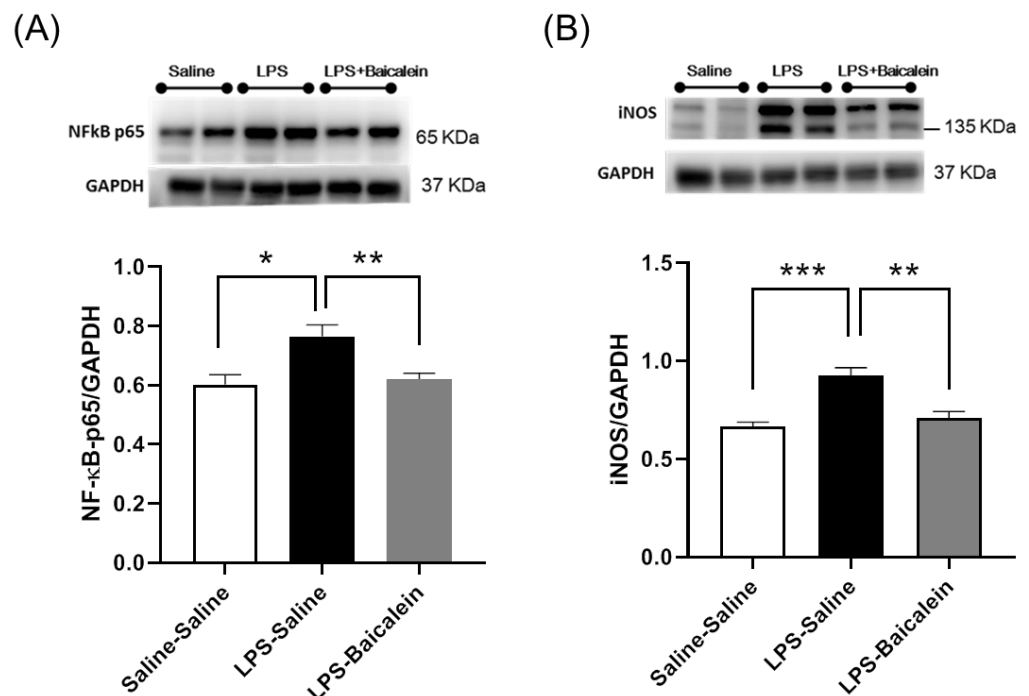 (A)
Saline LPS LPS+Baicalein
NFkB p65 65 KDa
GAPDH 37 KDa
* **
1.0
0.8
0.6
0.4
0.2
0.0
NF-κB-p65/GAPDH
Saline-Saline
LPS-Saline
LPS-Baicalein
(B)
Saline LPS LPS+Baicalein
iNOS 135 KDa
GAPDH 37 KDa
*** **
1.5
1.0
0.5
0.0
iNOS/GAPDH
Saline-Saline
LPS-Saline
LPS-Baicalein